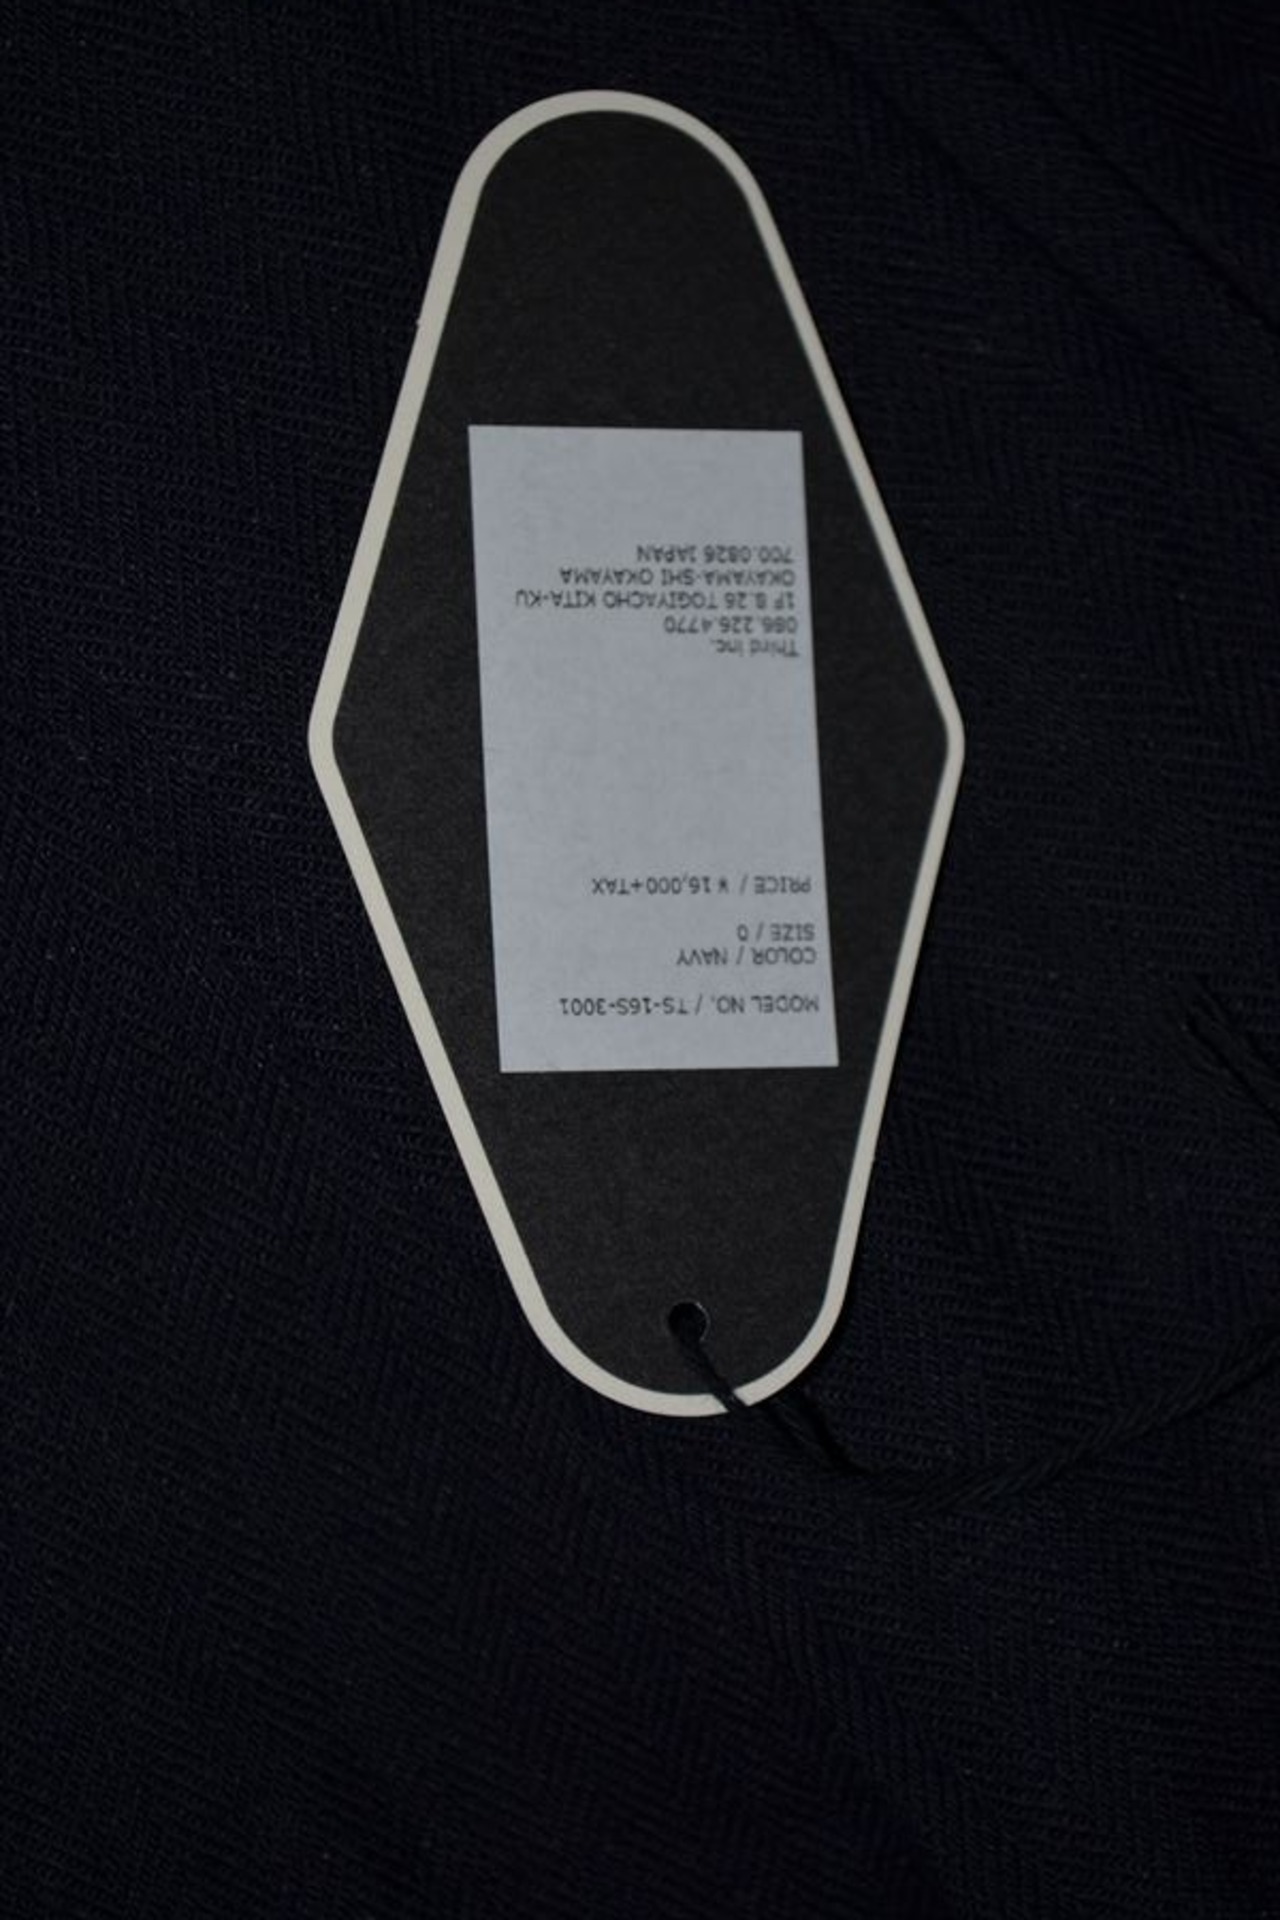 MODEL NO. / TS-16S-3001
COLOR / NAVY
SIZE / 0
PRICE / ¥ 16,000+TAX
Third inc.
086.226.4770
1F 8.26 TOGIYACHO KITA-KU
OKAYAMA-SHI OKAYAMA
700.0826 JAPAN